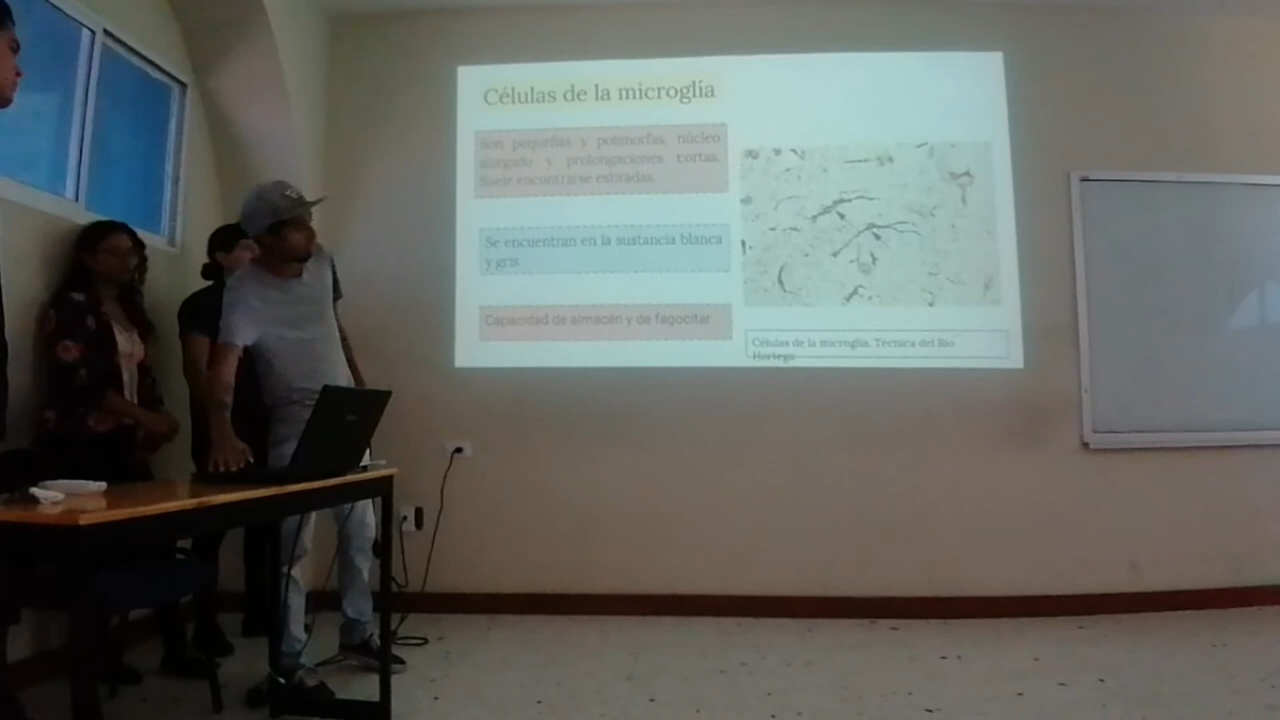 Células de la microglía
Son pequeñas y polimorfas, núcleo
alargado y prolongaciones cortas.
Suele encontrarse estiradas.
Se encuentran en la sustancia blanca
y gris
Capacidad de almacén y de fagocitar
Células de la microglía. Técnica del Río
Hortega